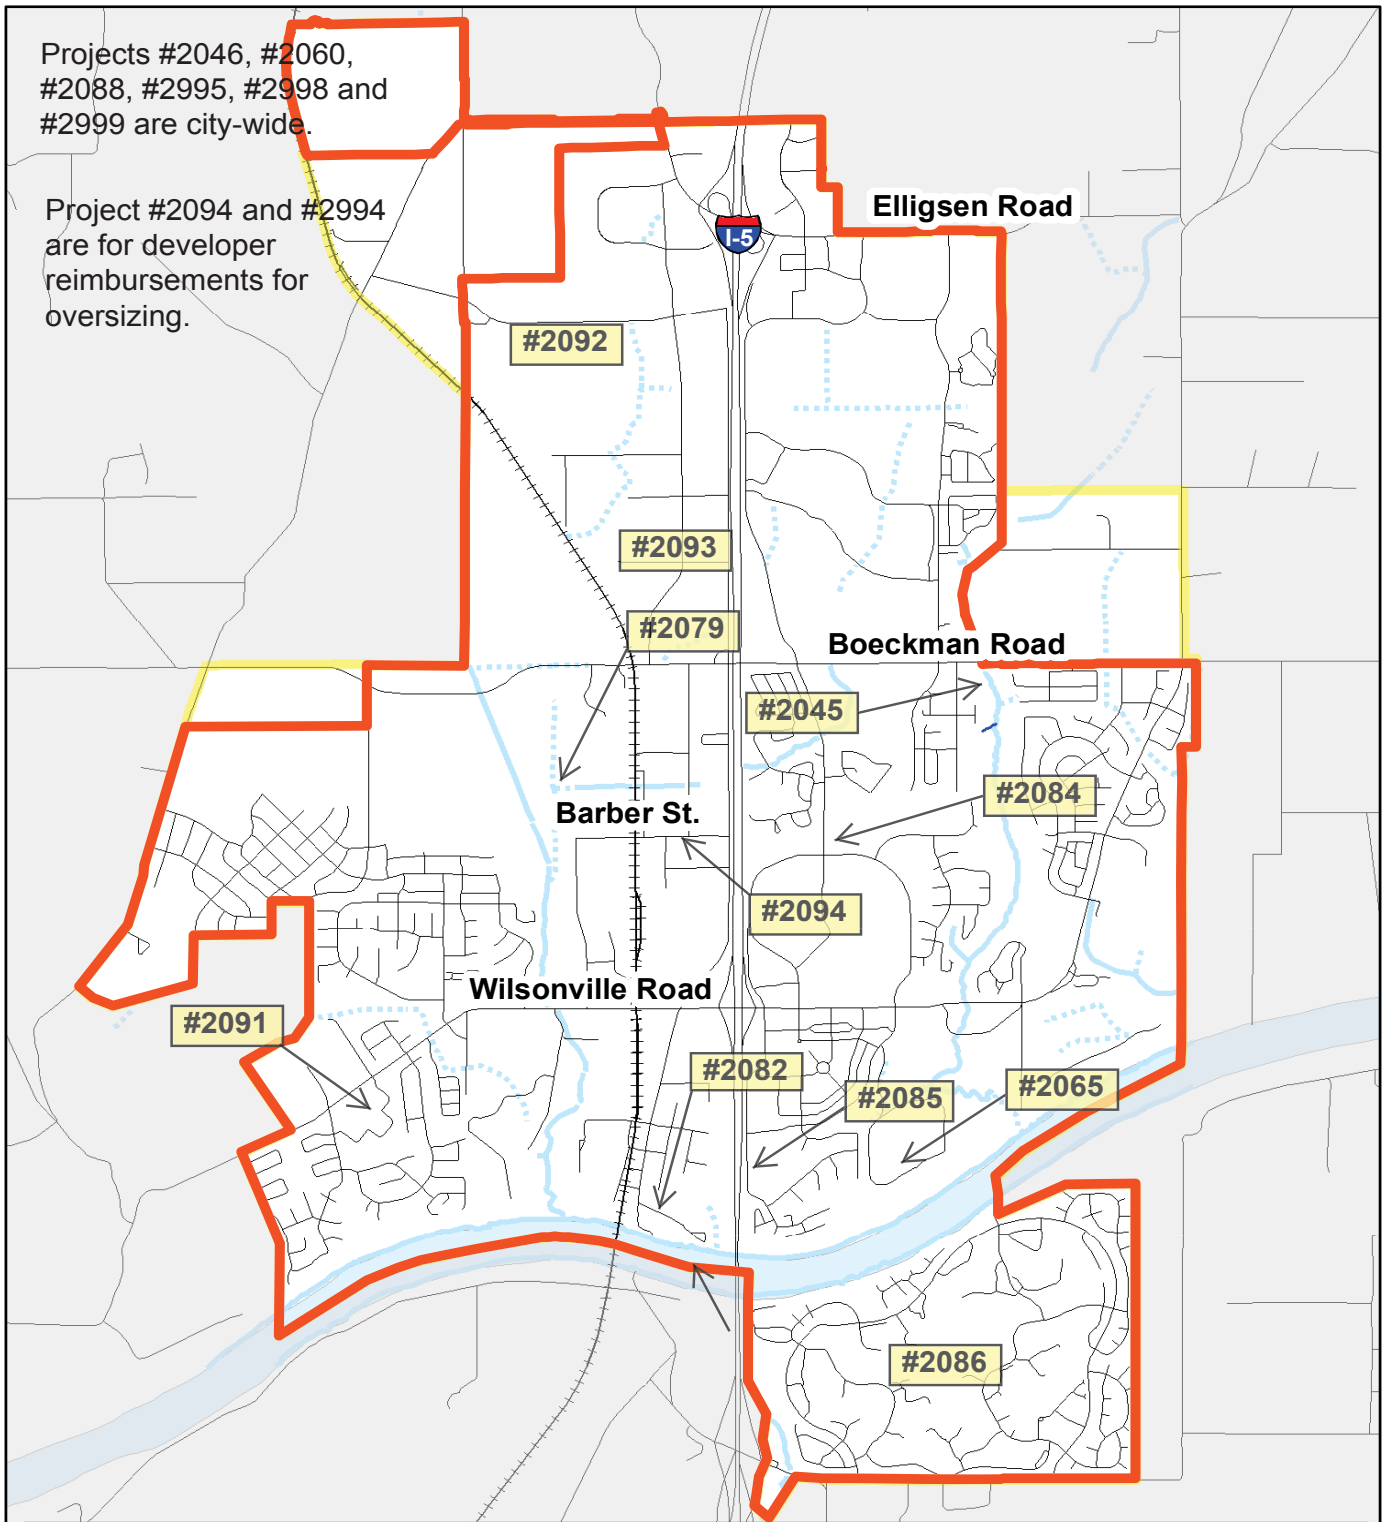 Projects #2046, #2060,
#2088, #2995, #2998 and
#2999 are city-wide.
Project #2094 and #2994
are for developer
reimbursements for
oversizing.
Elligsen Road
I-5
#2092
#2093
#2079
Boeckman Road
#2045
#2084
Barber St.
#2094
Wilsonville Road
#2091
#2082
#2085
#2065
#2086